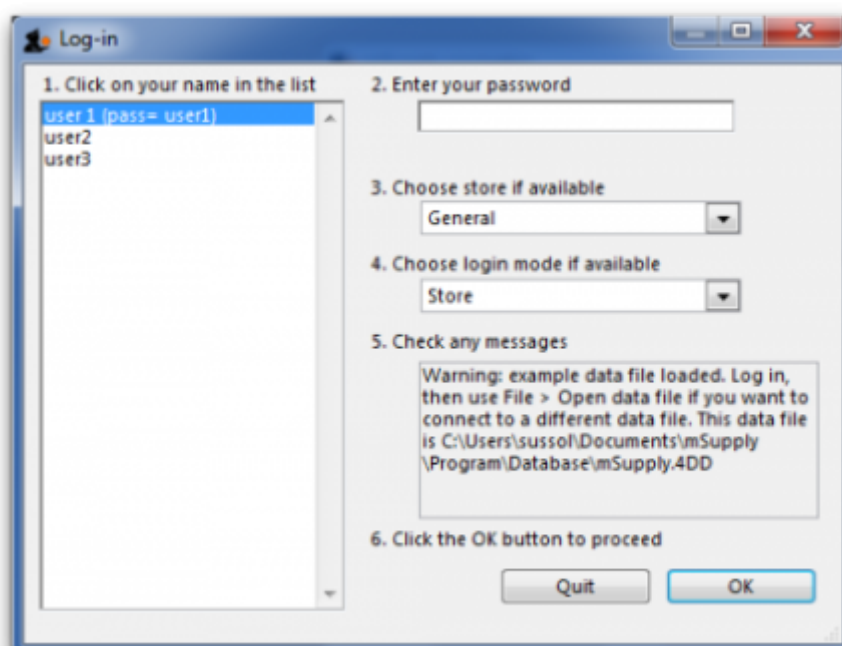 Log-in
1. Click on your name in the list
user 1 (pass= user1)
user2
user3
2. Enter your password
3. Choose store if available
General
4. Choose login mode if available
Store
5. Check any messages
Warning: example data file loaded. Log in,
then use File > Open data file if you want to
connect to a different data file. This data file
is C:\Users\sussol\Documents\mSupply
\Program\Database\mSupply.4DD
6. Click the OK button to proceed
Quit
OK